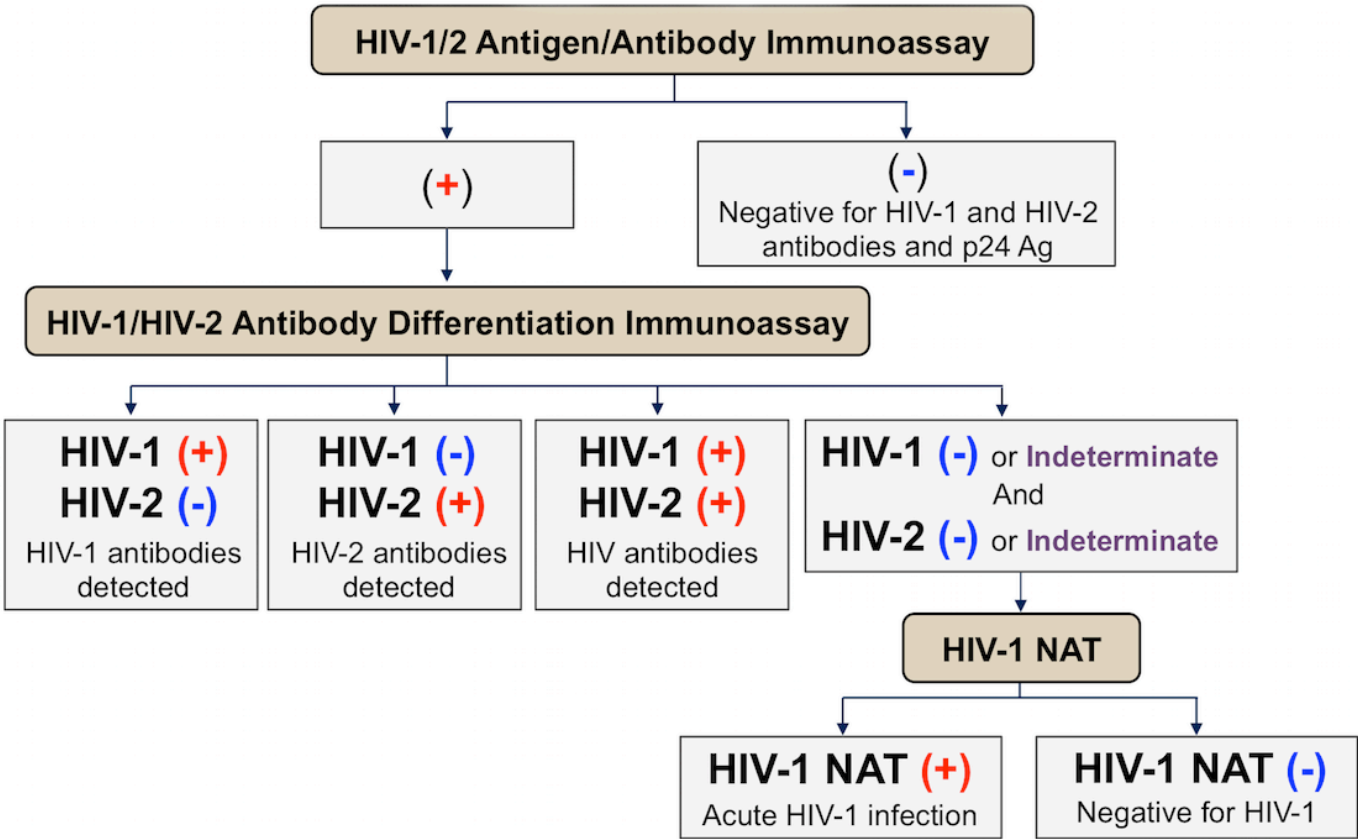 HIV-1/2 Antigen/Antibody Immunoassay
(+)
(-)
Negative for HIV-1 and HIV-2
antibodies and p24 Ag
HIV-1/HIV-2 Antibody Differentiation Immunoassay
HIV-1 (+)
HIV-2 (-)
HIV-1 antibodies
detected
HIV-1 (-)
HIV-2 (+)
HIV-2 antibodies
detected
HIV-1 (+)
HIV-2 (+)
HIV antibodies
detected
HIV-1 (-) or Indeterminate
And
HIV-2 (-) or Indeterminate
HIV-1 NAT
HIV-1 NAT (+)
Acute HIV-1 infection
HIV-1 NAT (-)
Negative for HIV-1